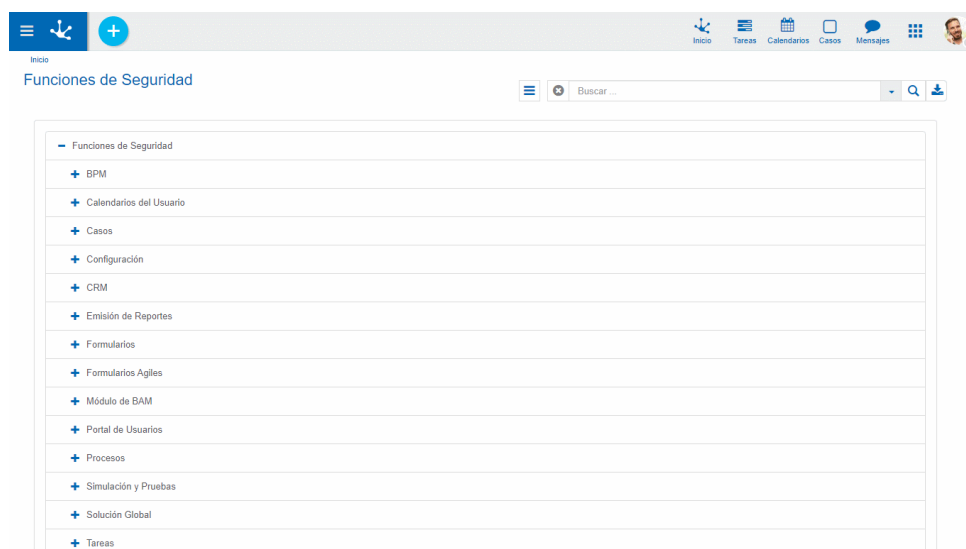 Inicio
Tareas
Calendarios
Casos
Mensajes
Inicio
Funciones de Seguridad
Buscar ...
Funciones de Seguridad
BPM
Calendarios del Usuario
Casos
Configuración
CRM
Emisión de Reportes
Formularios
Formularios Agiles
Módulo de BAM
Portal de Usuarios
Procesos
Simulación y Pruebas
Solución Global
Tareas